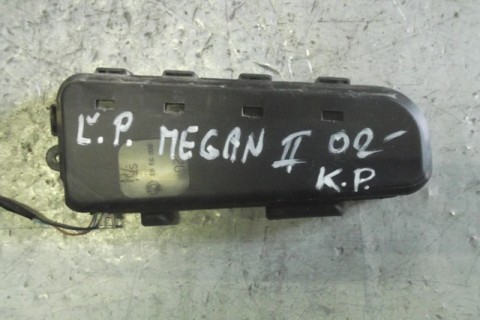 Ľ.P. MEGAN II 02-
K.P.